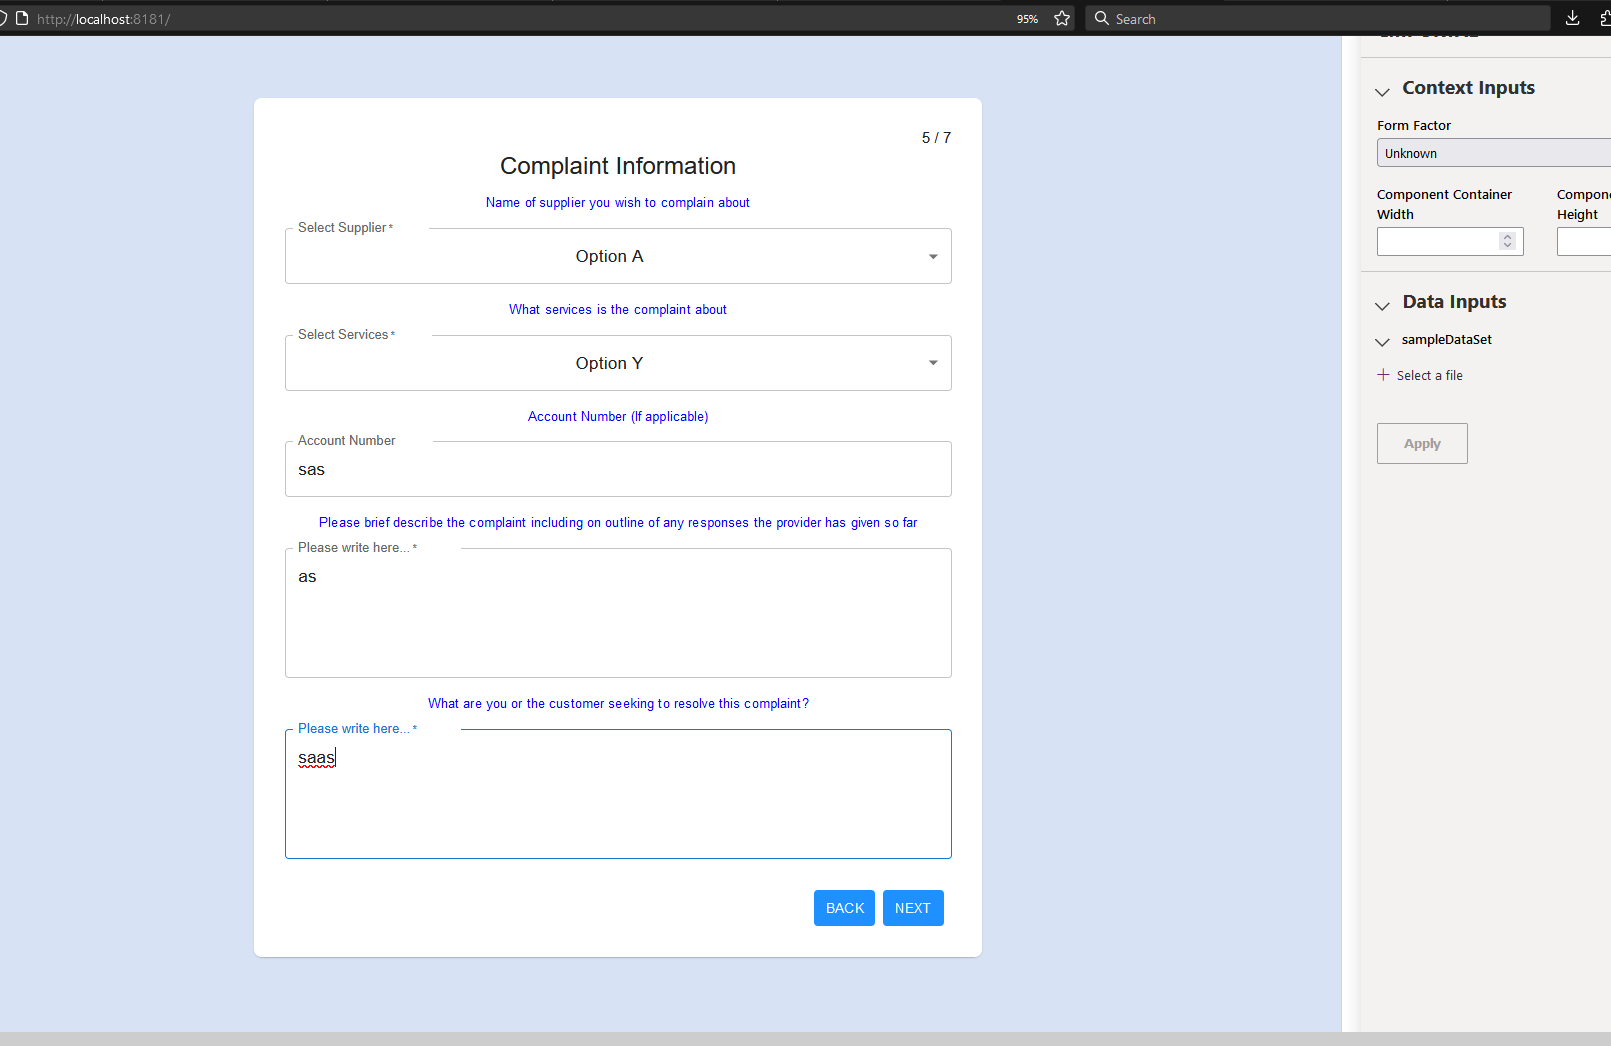 http://localhost:8181/
95%
Search
5 / 7
Complaint Information
Name of supplier you wish to complain about
Select Supplier *
Option A
What services is the complaint about
Select Services *
Option Y
Account Number (If applicable)
Account Number
sas
Please brief describe the complaint including on outline of any responses the provider has given so far
Please write here... *
as
What are you or the customer seeking to resolve this complaint?
Please write here... *
saas
BACK NEXT
Context Inputs
Form Factor
Unknown
Component Container
Width
Height
Data Inputs
sampleDataSet
Select a file
Apply